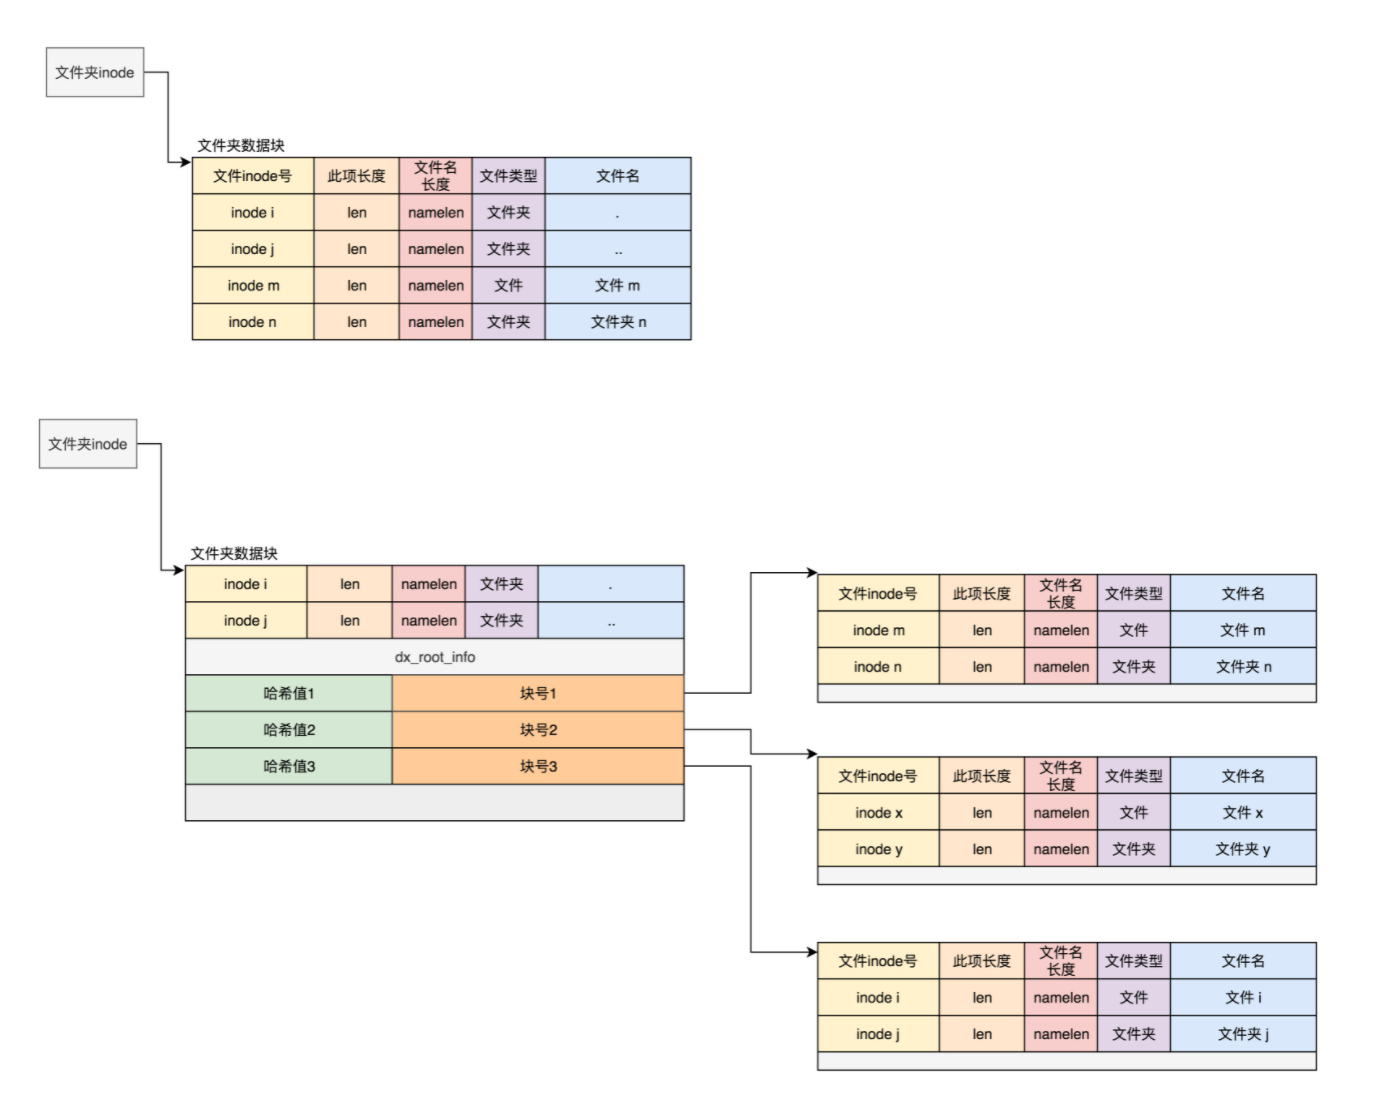 文件夹inode
文件夹数据块
文件inode号 此项长度 文件名长度 文件类型 文件名
inode i len namelen 文件夹 .
inode j len namelen 文件夹 ..
inode m len namelen 文件 文件 m
inode n len namelen 文件夹 文件夹 n
文件夹inode
文件夹数据块
inode i len namelen 文件夹 .
inode j len namelen 文件夹 ..
dx_root_info
哈希值1 块号1
哈希值2 块号2
哈希值3 块号3
文件inode号 此项长度 文件名长度 文件类型 文件名
inode m len namelen 文件 文件 m
inode n len namelen 文件夹 文件夹 n
文件inode号 此项长度 文件名长度 文件类型 文件名
inode x len namelen 文件 文件 x
inode y len namelen 文件夹 文件夹 y
文件inode号 此项长度 文件名长度 文件类型 文件名
inode i len namelen 文件 文件 i
inode j len namelen 文件夹 文件夹 j